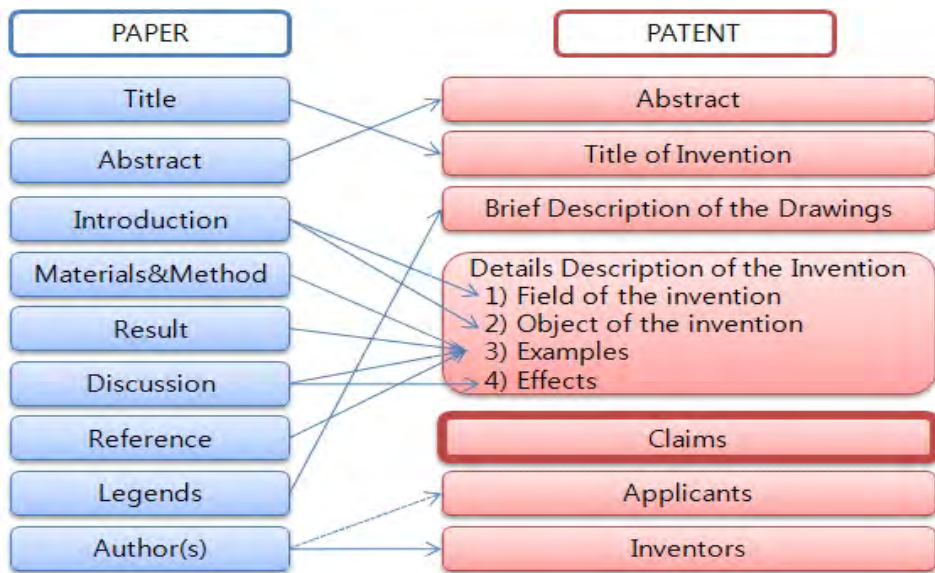 PAPER
Title
Abstract
Introduction
Materials&Method
Result
Discussion
Reference
Legends
Author(s)
PATENT
Abstract
Title of Invention
Brief Description of the Drawings
Details Description of the Invention
1) Field of the invention
2) Object of the invention
3) Examples
4) Effects
Claims
Applicants
Inventors